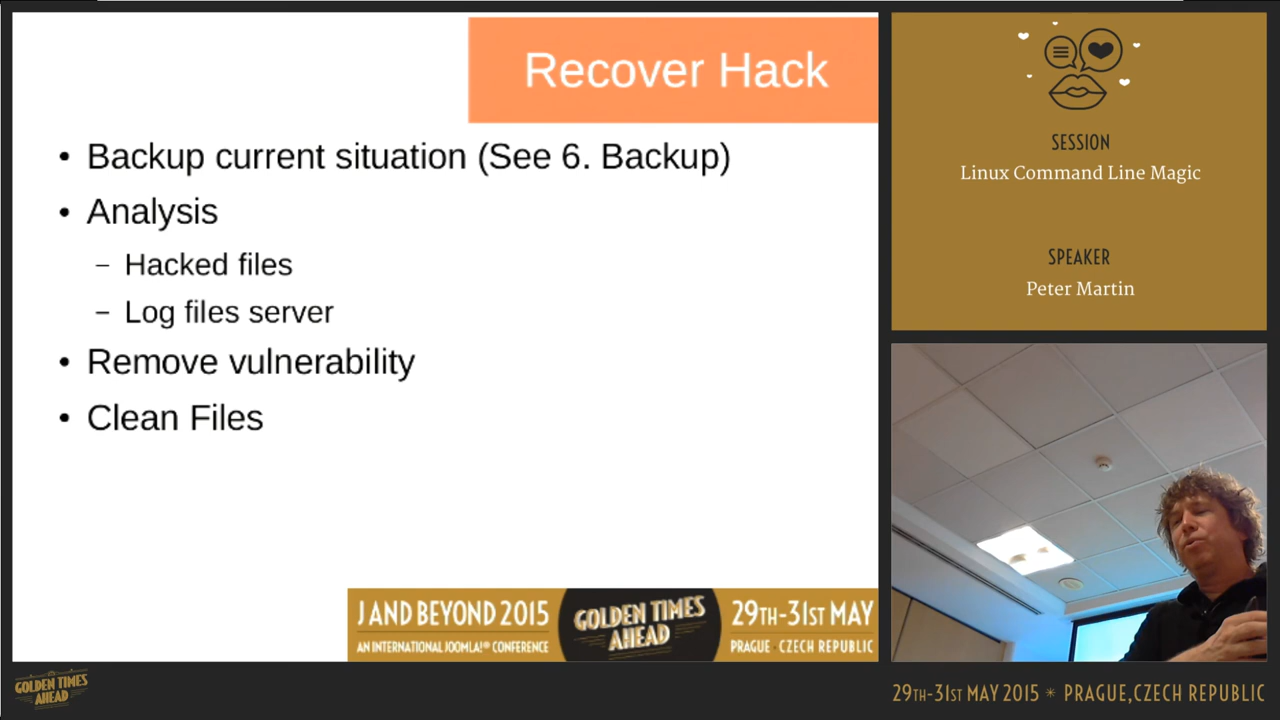 Recover Hack
• Backup current situation (See 6. Backup)
• Analysis
– Hacked files
– Log files server
• Remove vulnerability
• Clean Files
J AND BEYOND 2015
AN INTERNATIONAL JOOMLA!® CONFERENCE
GOLDEN TIMES
AHEAD
29TH-31ST MAY
PRAGUE · CZECH REPUBLIC
SESSION
Linux Command Line Magic
SPEAKER
Peter Martin
GOLDEN TIMES
AHEAD
29TH-31ST MAY 2015 * PRAGUE,CZECH REPUBLIC